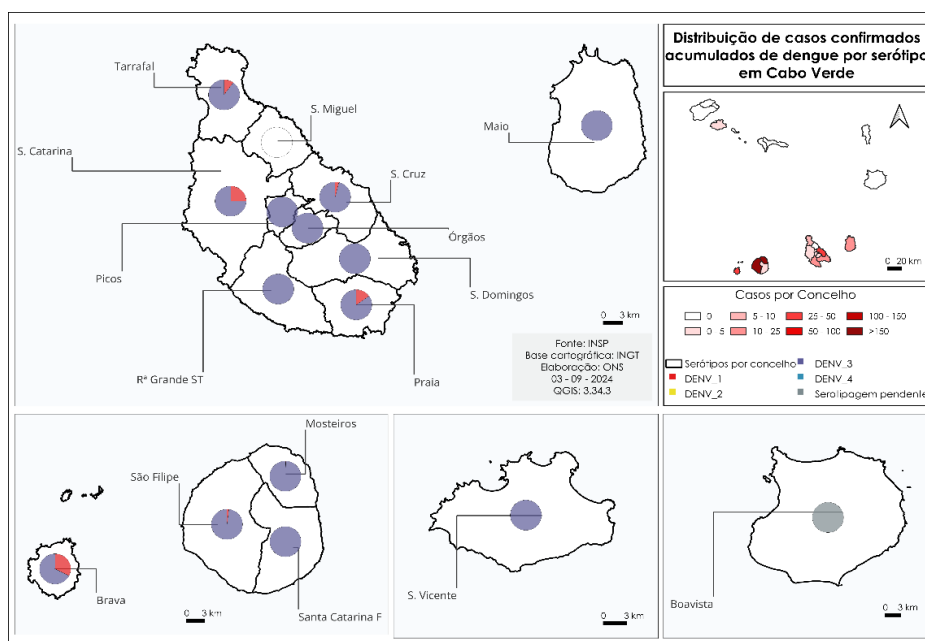 Distribuição de casos confirmados
acumulados de dengue por serótipo
em Cabo Verde
Tarrafal
S. Miguel
S. Catarina
S. Cruz
Picos
Órgãos
S. Domingos
Rª Grande ST
Praia
Maio
0 3 km
Fonte: INSP
Base cartográfica: INGT
Elaboração: ONS
03 - 09 - 2024
QGIS: 3.34.3
0 20 km
Casos por Concelho
0 5 - 10 25 - 50 100 - 150
0 - 5 10 - 25 50 - 100 >150
Serótipos por concelho DENV_3
DENV_1 DENV_4
DENV_2 Serotipagem pendente
Mosteiros
São Filipe
Brava
Santa Catarina F
0 3 km
S. Vicente
0 3 km
Boavista
0 3 km